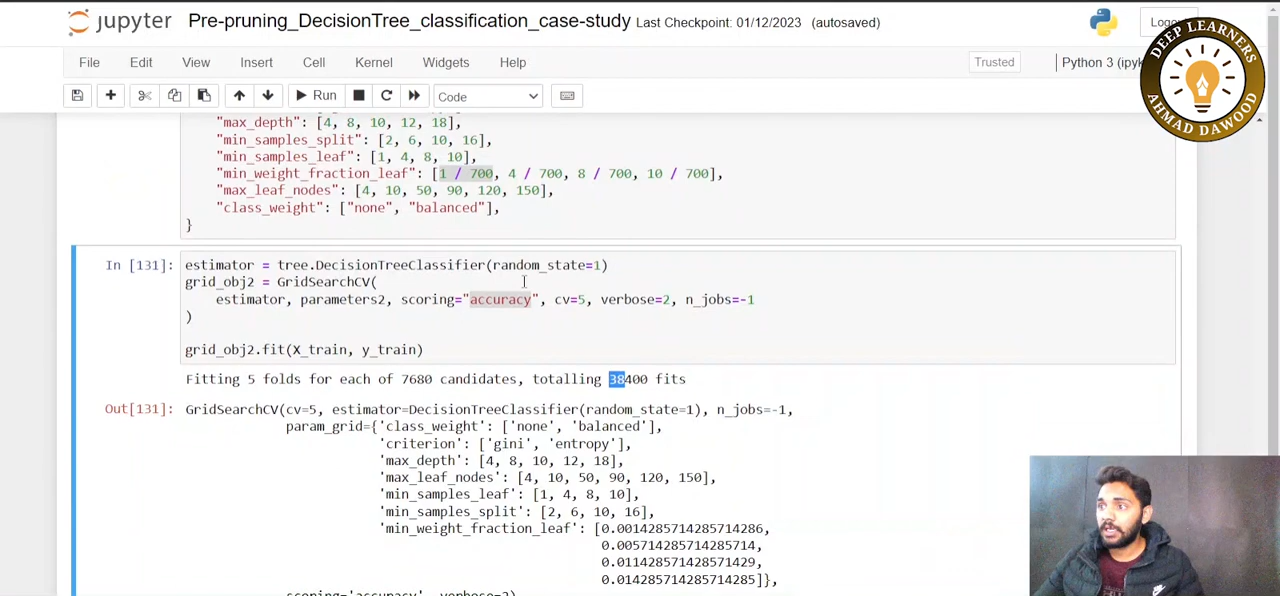 jupyter Pre-pruning_DecisionTree_classification_case-study Last Checkpoint: 01/12/2023 (autosaved)
File Edit View Insert Cell Kernel Widgets Help Trusted Python 3
Run Code
DEEP LEARNERS
AHMAD DAWOOD
"max_depth": [4, 8, 10, 12, 18],
"min_samples_split": [2, 6, 10, 16],
"min_samples_leaf": [1, 4, 8, 10],
"min_weight_fraction_leaf": [1 / 700, 4 / 700, 8 / 700, 10 / 700],
"max_leaf_nodes": [4, 10, 50, 90, 120, 150],
"class_weight": ["none", "balanced"],
}
In [131]: estimator = tree.DecisionTreeClassifier(random_state=1)
grid_obj2 = GridSearchCV(
estimator, parameters2, scoring="accuracy", cv=5, verbose=2, n_jobs=-1
)
grid_obj2.fit(X_train, y_train)
Fitting 5 folds for each of 7680 candidates, totalling 38400 fits
Out[131]: GridSearchCV(cv=5, estimator=DecisionTreeClassifier(random_state=1), n_jobs=-1,
param_grid={'class_weight': ['none', 'balanced'],
'criterion': ['gini', 'entropy'],
'max_depth': [4, 8, 10, 12, 18],
'max_leaf_nodes': [4, 10, 50, 90, 120, 150],
'min_samples_leaf': [1, 4, 8, 10],
'min_samples_split': [2, 6, 10, 16],
'min_weight_fraction_leaf': [0.0014285714285714286,
0.005714285714285714,
0.011428571428571429,
0.014285714285714285]},
scoring='accuracy', verbose=2)